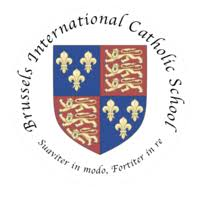 Brussels International Catholic School
Suaviter in modo, Fortiter in re